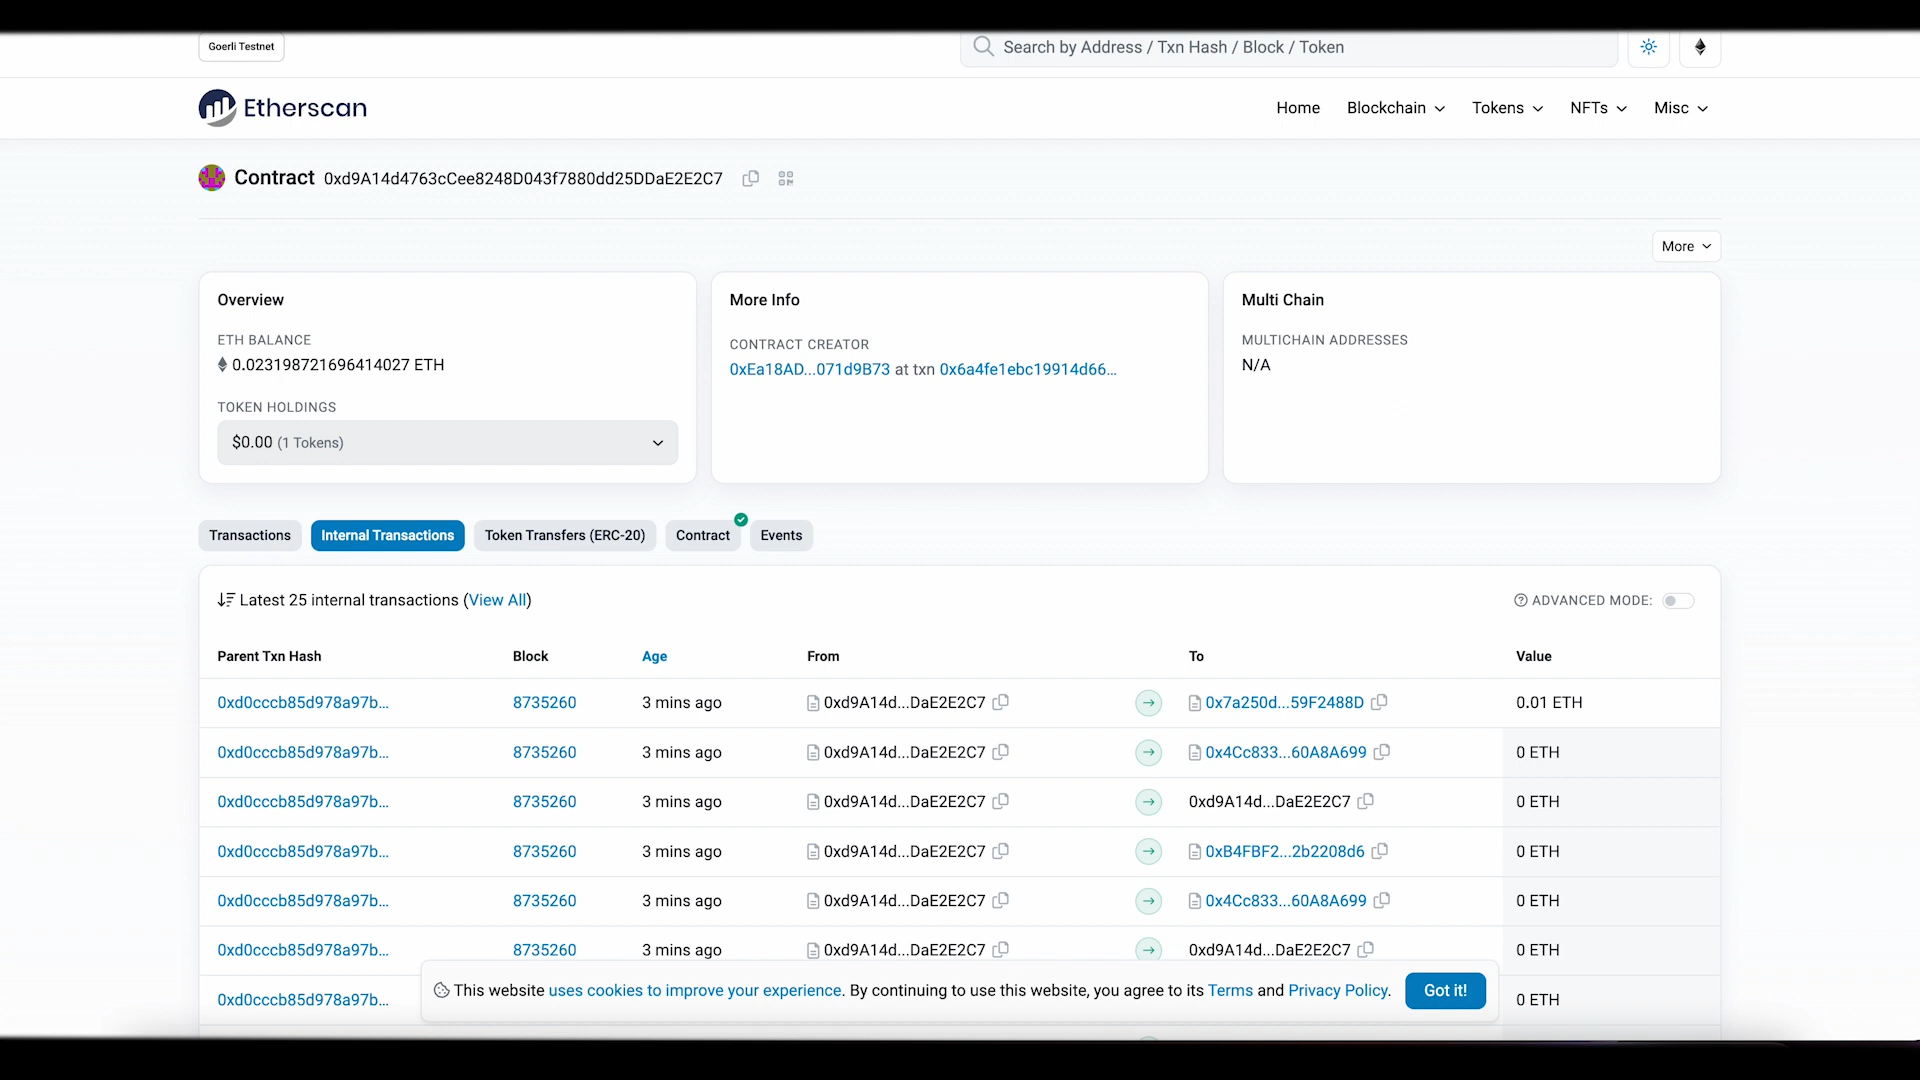 Goerli Testnet
Search by Address / Txn Hash / Block / Token
Etherscan
Home Blockchain Tokens NFTs Misc
Contract 0xd9A14d4763cCee8248D043f7880dd25DDaE2E2C7
More
Overview
ETH BALANCE
0.023198721696414027 ETH
TOKEN HOLDINGS
$0.00 (1 Tokens)
More Info
CONTRACT CREATOR
0xEa18AD...071d9B73 at txn 0x6a4fe1ebc19914d66...
Multi Chain
MULTICHAIN ADDRESSES
N/A
Transactions Internal Transactions Token Transfers (ERC-20) Contract Events
Latest 25 internal transactions (View All)
ADVANCED MODE:
Parent Txn Hash Block Age From To Value
0xd0cccb85d978a97b... 8735260 3 mins ago 0xd9A14d...DaE2E2C7 0x7a250d...59F2488D 0.01 ETH
0xd0cccb85d978a97b... 8735260 3 mins ago 0xd9A14d...DaE2E2C7 0x4Cc833...60A8A699 0 ETH
0xd0cccb85d978a97b... 8735260 3 mins ago 0xd9A14d...DaE2E2C7 0xd9A14d...DaE2E2C7 0 ETH
0xd0cccb85d978a97b... 8735260 3 mins ago 0xd9A14d...DaE2E2C7 0xB4FBF2...2b2208d6 0 ETH
0xd0cccb85d978a97b... 8735260 3 mins ago 0xd9A14d...DaE2E2C7 0x4Cc833...60A8A699 0 ETH
0xd0cccb85d978a97b... 8735260 3 mins ago 0xd9A14d...DaE2E2C7 0xd9A14d...DaE2E2C7 0 ETH
0xd0cccb85d978a97b... 0 ETH
This website uses cookies to improve your experience. By continuing to use this website, you agree to its Terms and Privacy Policy. Got it!